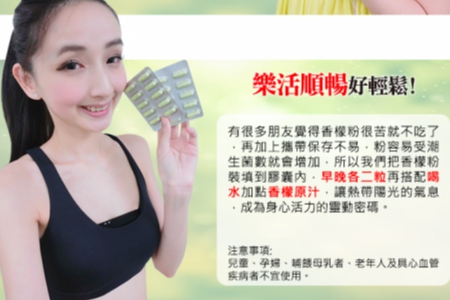 樂活順暢好輕鬆!
有很多朋友覺得香檬粉很苦就不吃了
，再加上攜帶保存不易，粉容易受潮
生菌數就會增加，所以我們把香檬粉
裝填到膠囊內，早晚各二粒再搭配喝
水加點香檬原汁，讓熱帶陽光的氣息
，成為身心活力的靈動密碼。
注意事項:
兒童、孕婦、哺餵母乳者、老年人及具心血管
疾病者不宜使用。